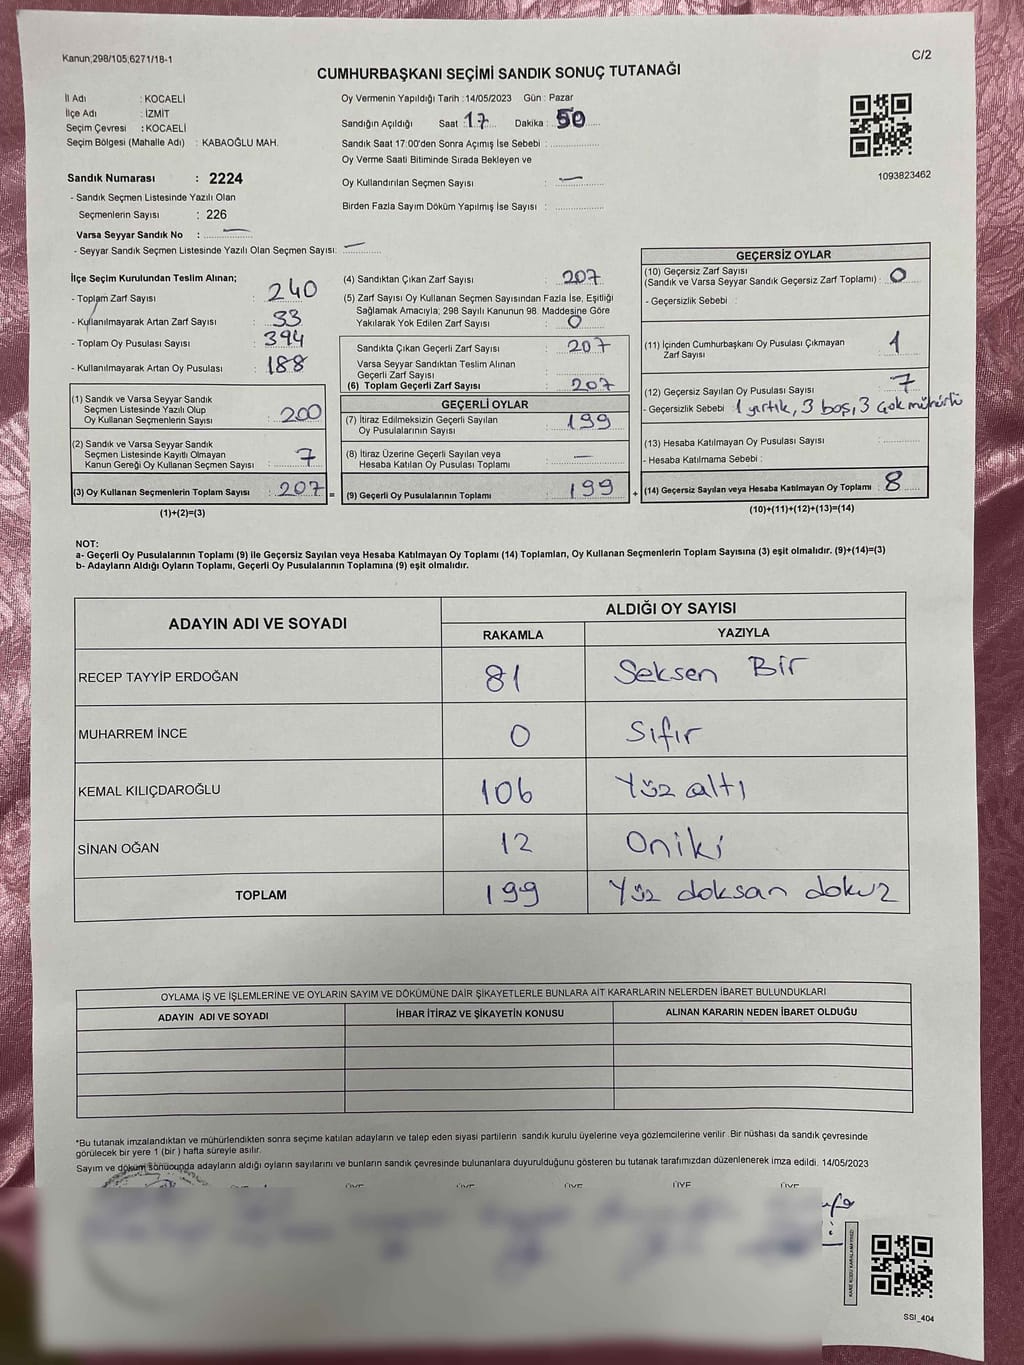 Kanun;298/105,6271/18-1
C/2
CUMHURBAŞKANI SEÇİMİ SANDIK SONUÇ TUTANAĞI
İl Adı : KOCAELİ
İlçe Adı : İZMİT
Seçim Çevresi : KOCAELİ
Seçim Bölgesi (Mahalle Adı) : KABAOĞLU MAH.
Oy Vermenin Yapıldığı Tarih : 14/05/2023 Gün : Pazar
Sandığın Açıldığı Saat : 17 Dakika : 50
Sandık Saat 17:00'den Sonra Açımış İse Sebebi :
Oy Verme Saati Bitiminde Sırada Bekleyen ve
Oy Kullandırılan Seçmen Sayısı : —
Birden Fazla Sayım Döküm Yapılmış İse Sayısı :
1093823462
Sandık Numarası : 2224
- Sandık Seçmen Listesinde Yazılı Olan
Seçmenlerin Sayısı : 226
Varsa Seyyar Sandık No : —
- Seyyar Sandık Seçmen Listesinde Yazılı Olan Seçmen Sayısı: —
İlçe Seçim Kurulundan Teslim Alınan;
- Toplam Zarf Sayısı : 240
- Kullanılmayarak Artan Zarf Sayısı : 33
- Toplam Oy Pusulası Sayısı : 394
- Kullanılmayarak Artan Oy Pusulası : 188
(1) Sandık ve Varsa Seyyar Sandık
Seçmen Listesinde Yazılı Olup
Oy Kullanan Seçmenlerin Sayısı : 200
(2) Sandık ve Varsa Seyyar Sandık
Seçmen Listesinde Kayıtlı Olmayan
Kanun Gereği Oy Kullanan Seçmen Sayısı : 7
(3) Oy Kullanan Seçmenlerin Toplam Sayısı : 207 =
(1)+(2)=(3)
(4) Sandıktan Çıkan Zarf Sayısı : 207
(5) Zarf Sayısı Oy Kullanan Seçmen Sayısından Fazla İse, Eşitliği
Sağlamak Amacıyla; 298 Sayılı Kanunun 98. Maddesine Göre
Yakılarak Yok Edilen Zarf Sayısı : 0
Sandıkta Çıkan Geçerli Zarf Sayısı : 207
Varsa Seyyar Sandıktan Teslim Alınan
Geçerli Zarf Sayısı :
(6) Toplam Geçerli Zarf Sayısı : 207
GEÇERLİ OYLAR
(7) İtiraz Edilmeksizin Geçerli Sayılan
Oy Pusulalarının Sayısı : 199
(8) İtiraz Üzerine Geçerli Sayılan veya
Hesaba Katılan Oy Pusulası Toplamı : —
(9) Geçerli Oy Pusulalarının Toplamı : 199 +
GEÇERSİZ OYLAR
(10) Geçersiz Zarf Sayısı
(Sandık ve Varsa Seyyar Sandık Geçersiz Zarf Toplamı) : 0
- Geçersizlik Sebebi :
(11) İçinden Cumhurbaşkanı Oy Pusulası Çıkmayan
Zarf Sayısı : 1
(12) Geçersiz Sayılan Oy Pusulası Sayısı : 7
- Geçersizlik Sebebi : 1 yırtık, 3 boş, 3 çok mühürlü
(13) Hesaba Katılmayan Oy Pusulası Sayısı :
- Hesaba Katılmama Sebebi :
(14) Geçersiz Sayılan veya Hesaba Katılmayan Oy Toplamı : 8
(10)+(11)+(12)+(13)=(14)
NOT:
a- Geçerli Oy Pusulalarının Toplamı (9) ile Geçersiz Sayılan veya Hesaba Katılmayan Oy Toplamı (14) Toplamları, Oy Kullanan Seçmenlerin Toplam Sayısına (3) eşit olmalıdır. (9)+(14)=(3)
b- Adayların Aldığı Oyların Toplamı, Geçerli Oy Pusulalarının Toplamına (9) eşit olmalıdır.
ADAYIN ADI VE SOYADI ALDIĞI OY SAYISI
RAKAMLA YAZIYLA
RECEP TAYYİP ERDOĞAN 81 Seksen Bir
MUHARREM İNCE 0 Sıfır
KEMAL KILIÇDAROĞLU 106 Yüz altı
SİNAN OĞAN 12 Oniki
TOPLAM 199 Yüz doksan dokuz
OYLAMA İŞ VE İŞLEMLERİNE VE OYLARIN SAYIM VE DÖKÜMÜNE DAİR ŞİKAYETLERLE BUNLARA AİT KARARLARIN NELERDEN İBARET BULUNDUKLARI
ADAYIN ADI VE SOYADI İHBAR İTİRAZ VE ŞİKAYETİN KONUSU ALINAN KARARIN NEDEN İBARET OLDUĞU
*Bu tutanak imzalandıktan ve mühürlendikten sonra seçime katılan adayların ve talep eden siyasi partilerin sandık kurulu üyelerine veya gözlemcilerine verilir .Bir nüshası da sandık çevresinde
görülecek bir yere 1 (bir ) hafta süreyle asılır.
Sayım ve döküm sonucunda adayların aldığı oyların sayılarını ve bunların sandık çevresinde bulunanlara duyurulduğunu gösteren bu tutanak tarafımızdan düzenlenerek imza edildi. 14/05/2023
ÜYE ÜYE ÜYE ÜYE ÜYE ÜYE
SSI_404